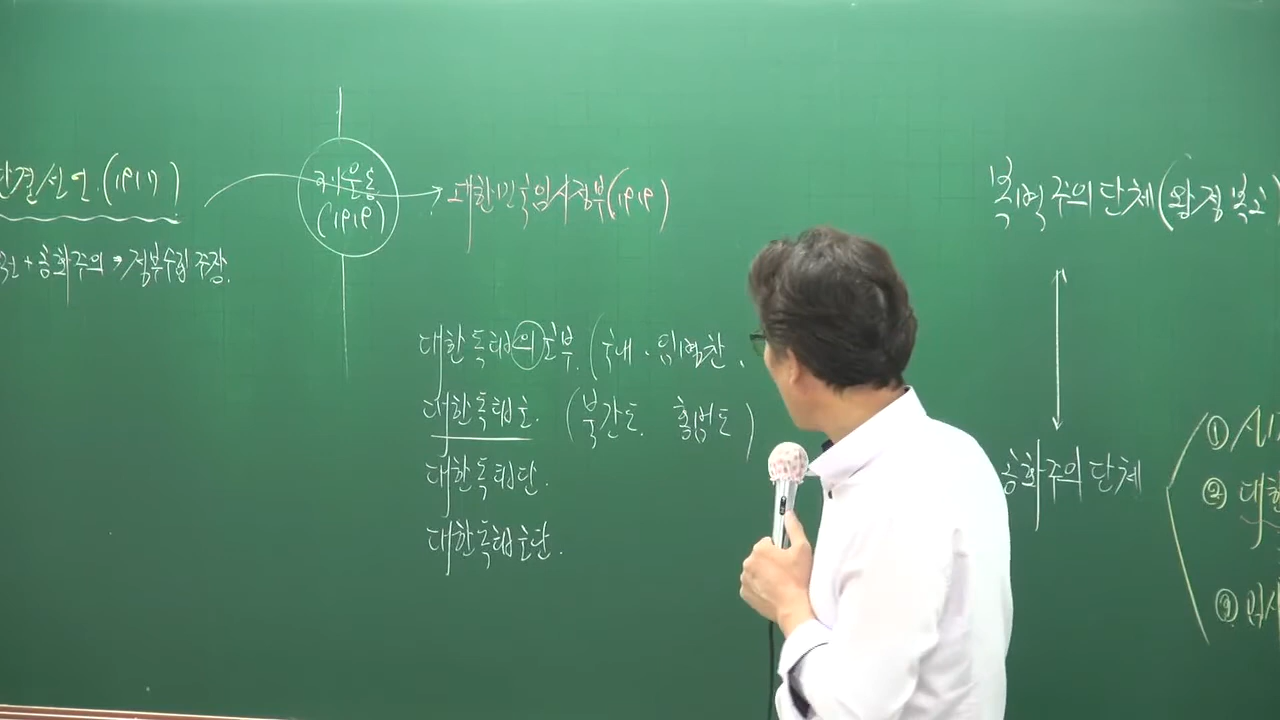 단결선언.(1917)
공화주의 → 정부수립 주장.
3·1운동
(1919)
대한민국임시정부(1919)
대한독립의군부.(국내. 임병찬.
대한독립군. (북간도. 홍범도)
대한독립단.
대한독립군단.
복벽주의단체(왕정복고
공화주의단체
①
② 대한
③ 임시